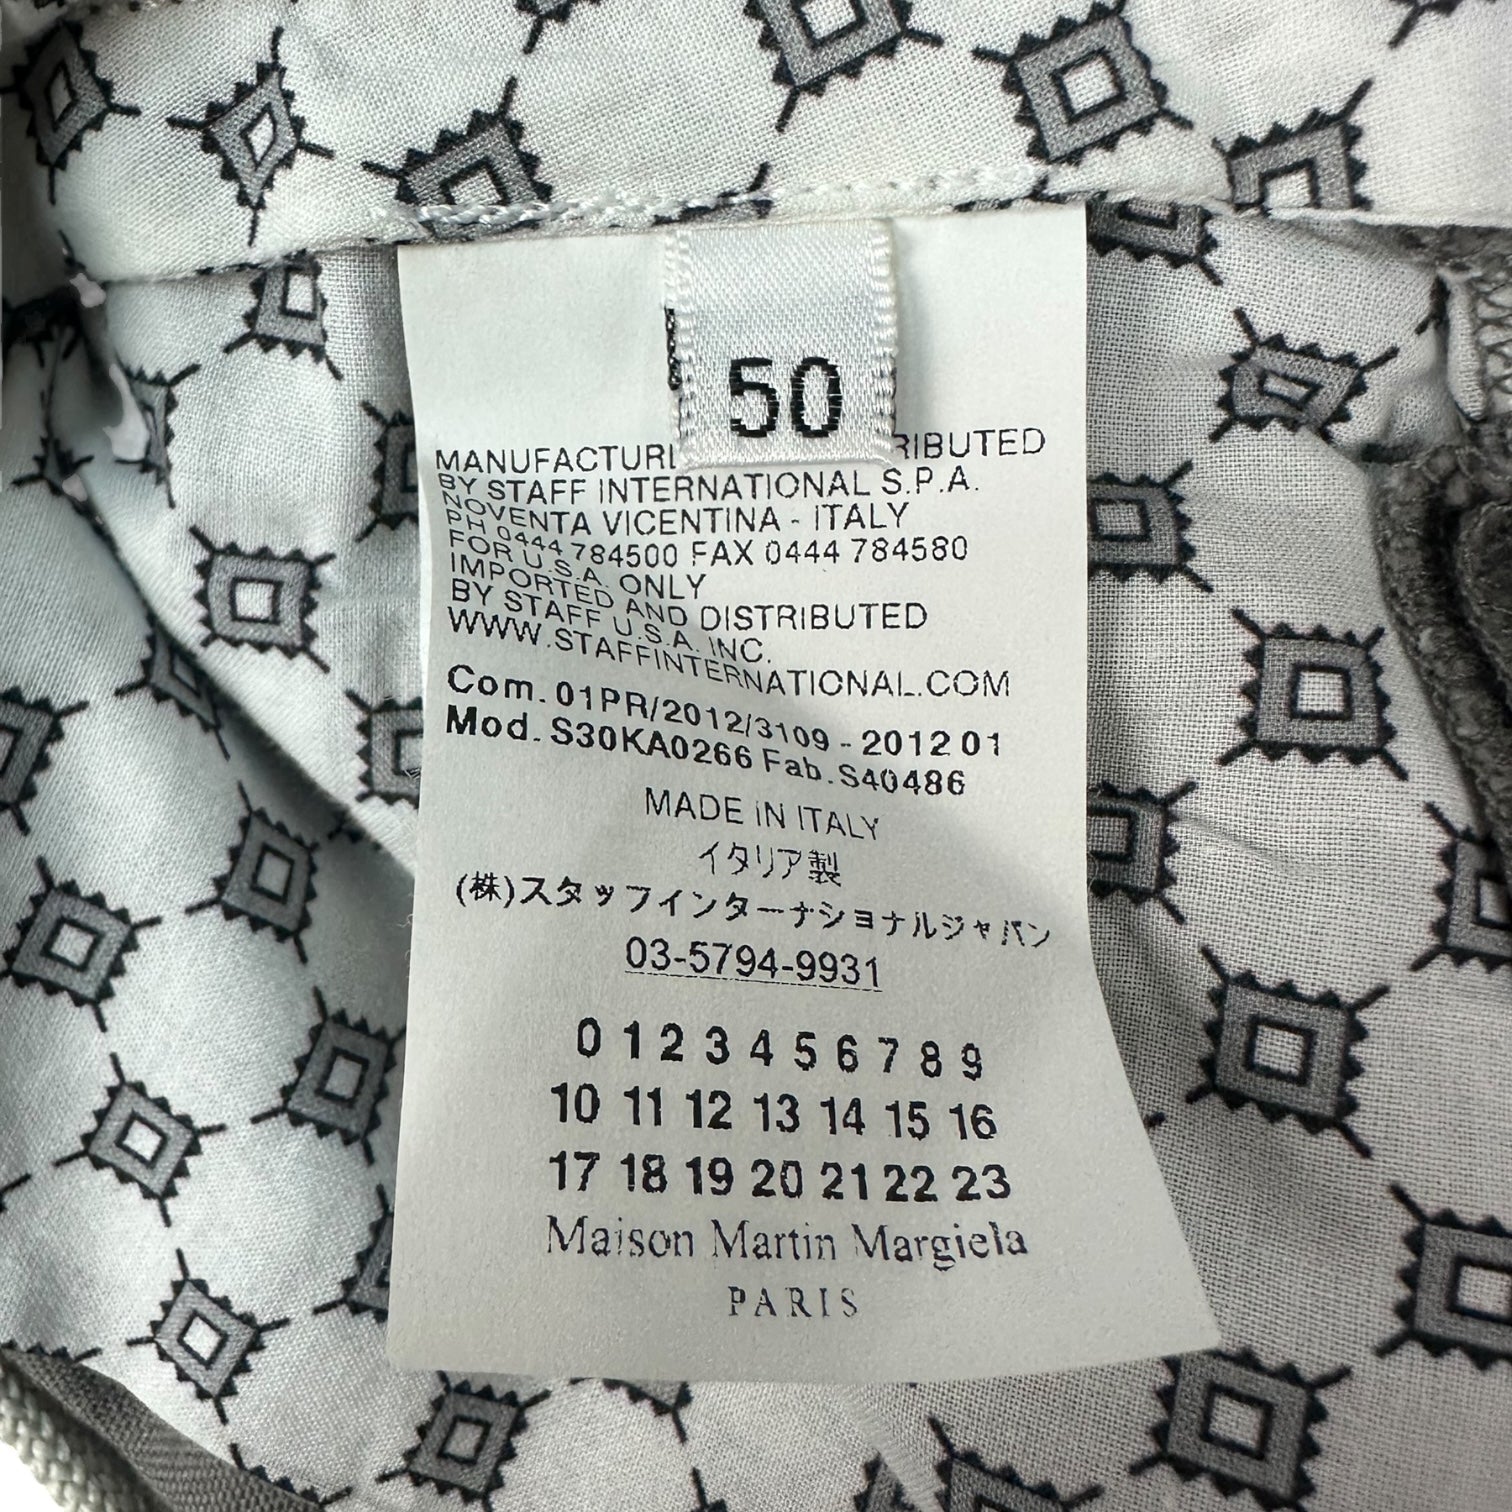 50
MANUFACTUR RIBUTED
BY STAFF INTERNATIONAL S.P.A.
NOVENTA VICENTINA - ITALY
PH 0444 784500 FAX 0444 784580
FOR U.S.A. ONLY
IMPORTED AND DISTRIBUTED
BY STAFF U.S.A. INC.
WWW.STAFFINTERNATIONAL.COM
Com. 01PR/2012/3109 - 2012 01
Mod. S30KA0266 Fab. S40486
MADE IN ITALY
イタリア製
(株)スタッフインターナショナルジャパン
03-5794-9931
0 1 2 3 4 5 6 7 8 9
10 11 12 13 14 15 16
17 18 19 20 21 22 23
Maison Martin Margiela
PARIS